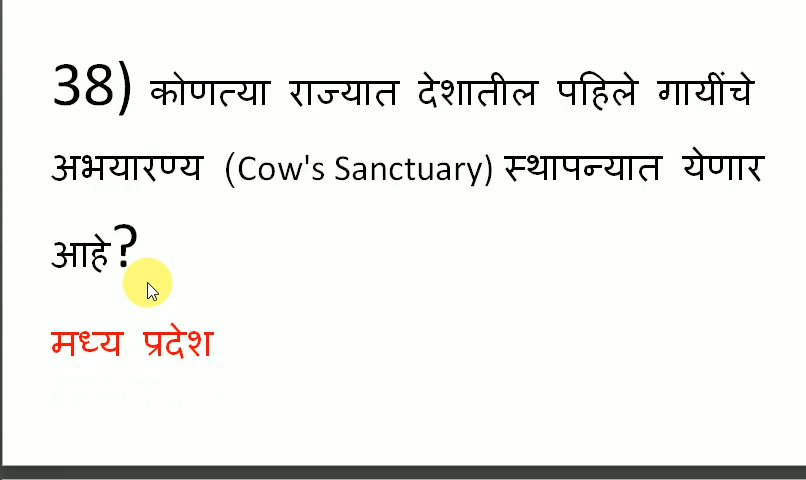 38) कोणत्या राज्यात देशातील पहिले गायींचे
अभयारण्य (Cow's Sanctuary) स्थापन्यात येणार
आहे?
मध्य प्रदेश